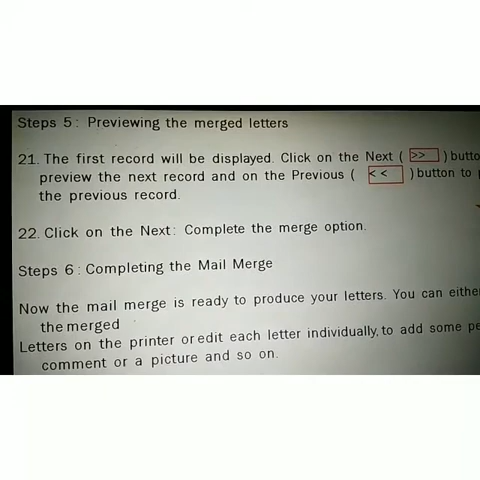 Steps 5: Previewing the merged letters
21. The first record will be displayed. Click on the Next ( >> ) butto
preview the next record and on the Previous ( < < ) button to
the previous record.
22. Click on the Next: Complete the merge option.
Steps 6: Completing the Mail Merge
Now the mail merge is ready to produce your letters. You can eithe
the merged
Letters on the printer or edit each letter individually, to add some pe
comment or a picture and so on.